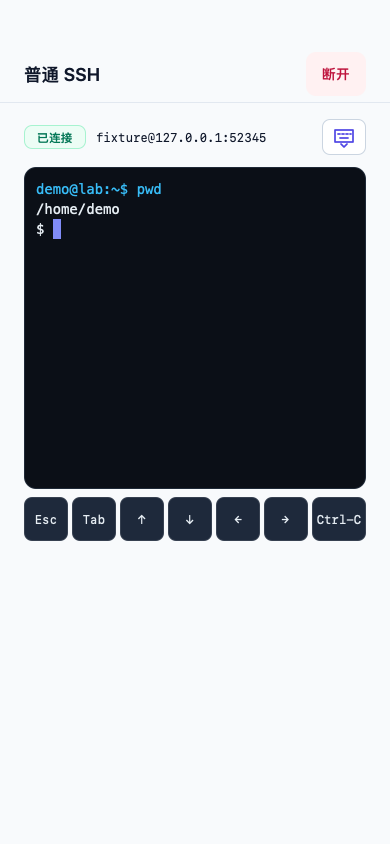 普通 SSH
断开
已连接 fixture@127.0.0.1:52345
demo@lab:~$ pwd
/home/demo
$
Esc Tab ↑ ↓ ← → Ctrl-C